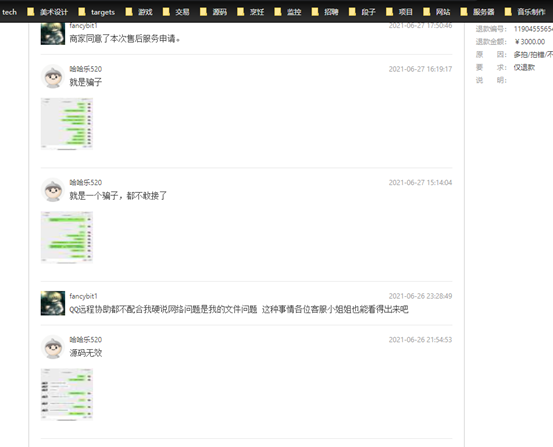 tech 美术设计 targets 游戏 交易 源码 烹饪 监控 招聘 段子 项目 网站 服务器 音乐制作
fancybit1 2021-06-27 17:50:46
商家同意了本次售后服务申请。
哈哈乐520 2021-06-27 16:19:17
就是骗子
哈哈乐520 2021-06-27 15:14:04
就是一个骗子，都不敢接了
fancybit1 2021-06-26 23:28:49
QQ远程协助都不配合我硬说网络问题是我的文件问题 这种事情各位客服小姐姐也能看得出来吧
哈哈乐520 2021-06-26 21:54:53
源码无效
退款编号： 1190455565
退款金额： ￥3000.00
原 因： 多拍/拍错/不
要 求： 仅退款
说 明：